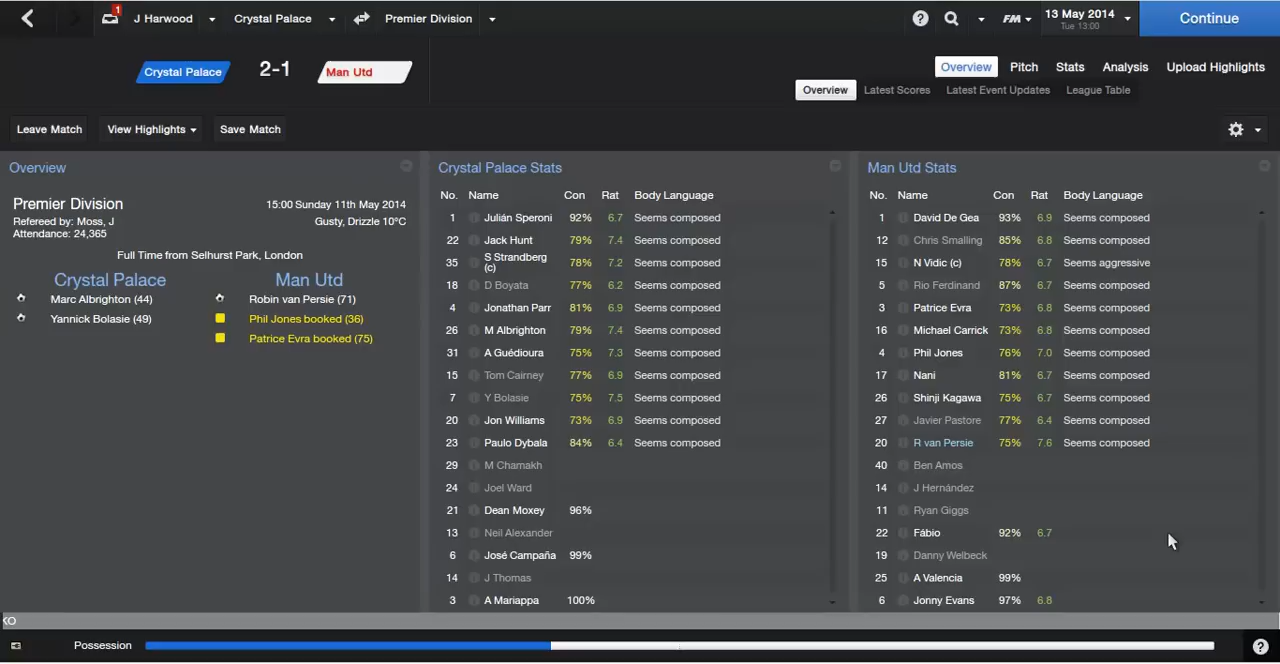 1
J Harwood
Crystal Palace
Premier Division
FM
13 May 2014
Tue 13:00
Continue
Crystal Palace 2-1 Man Utd
Overview Pitch Stats Analysis Upload Highlights
Overview Latest Scores Latest Event Updates League Table
Leave Match View Highlights Save Match
Overview
Premier Division 15:00 Sunday 11th May 2014
Refereed by: Moss, J Gusty, Drizzle 10°C
Attendance: 24,365
Full Time from Selhurst Park, London
Crystal Palace Man Utd
Marc Albrighton (44) Robin van Persie (71)
Yannick Bolasie (49) Phil Jones booked (36)
Patrice Evra booked (75)
Crystal Palace Stats
No. Name Con Rat Body Language
1 Julián Speroni 92% 6.7 Seems composed
22 Jack Hunt 79% 7.4 Seems composed
35 S Strandberg (c) 78% 7.2 Seems composed
18 D Boyata 77% 6.2 Seems composed
4 Jonathan Parr 81% 6.9 Seems composed
26 M Albrighton 79% 7.4 Seems composed
31 A Guédioura 75% 7.3 Seems composed
15 Tom Cairney 77% 6.9 Seems composed
7 Y Bolasie 75% 7.5 Seems composed
20 Jon Williams 73% 6.9 Seems composed
23 Paulo Dybala 84% 6.4 Seems composed
29 M Chamakh
24 Joel Ward
21 Dean Moxey 96%
13 Neil Alexander
6 José Campaña 99%
14 J Thomas
3 A Mariappa 100%
Man Utd Stats
No. Name Con Rat Body Language
1 David De Gea 93% 6.9 Seems composed
12 Chris Smalling 85% 6.8 Seems composed
15 N Vidic (c) 78% 6.7 Seems aggressive
5 Rio Ferdinand 87% 6.7 Seems composed
3 Patrice Evra 73% 6.8 Seems composed
16 Michael Carrick 73% 6.8 Seems composed
4 Phil Jones 76% 7.0 Seems composed
17 Nani 81% 6.7 Seems composed
26 Shinji Kagawa 75% 6.7 Seems composed
27 Javier Pastore 77% 6.4 Seems composed
20 R van Persie 75% 7.6 Seems composed
40 Ben Amos
14 J Hernández
11 Ryan Giggs
22 Fábio 92% 6.7
19 Danny Welbeck
25 A Valencia 99%
6 Jonny Evans 97% 6.8
KO
Possession